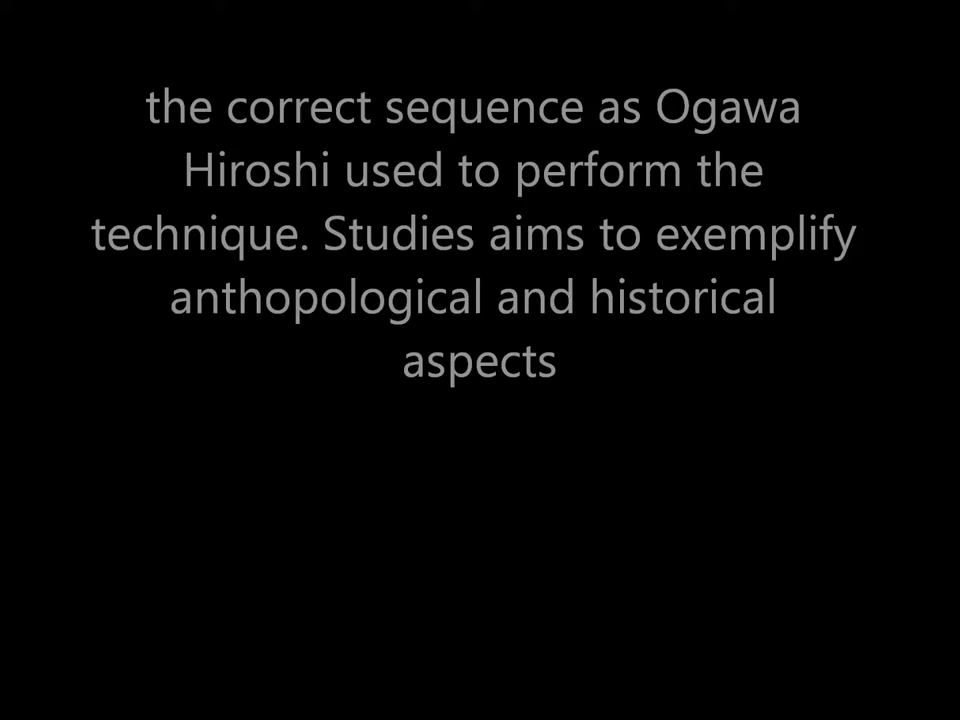 the correct sequence as Ogawa
Hiroshi used to perform the
technique. Studies aims to exemplify
anthopological and historical
aspects